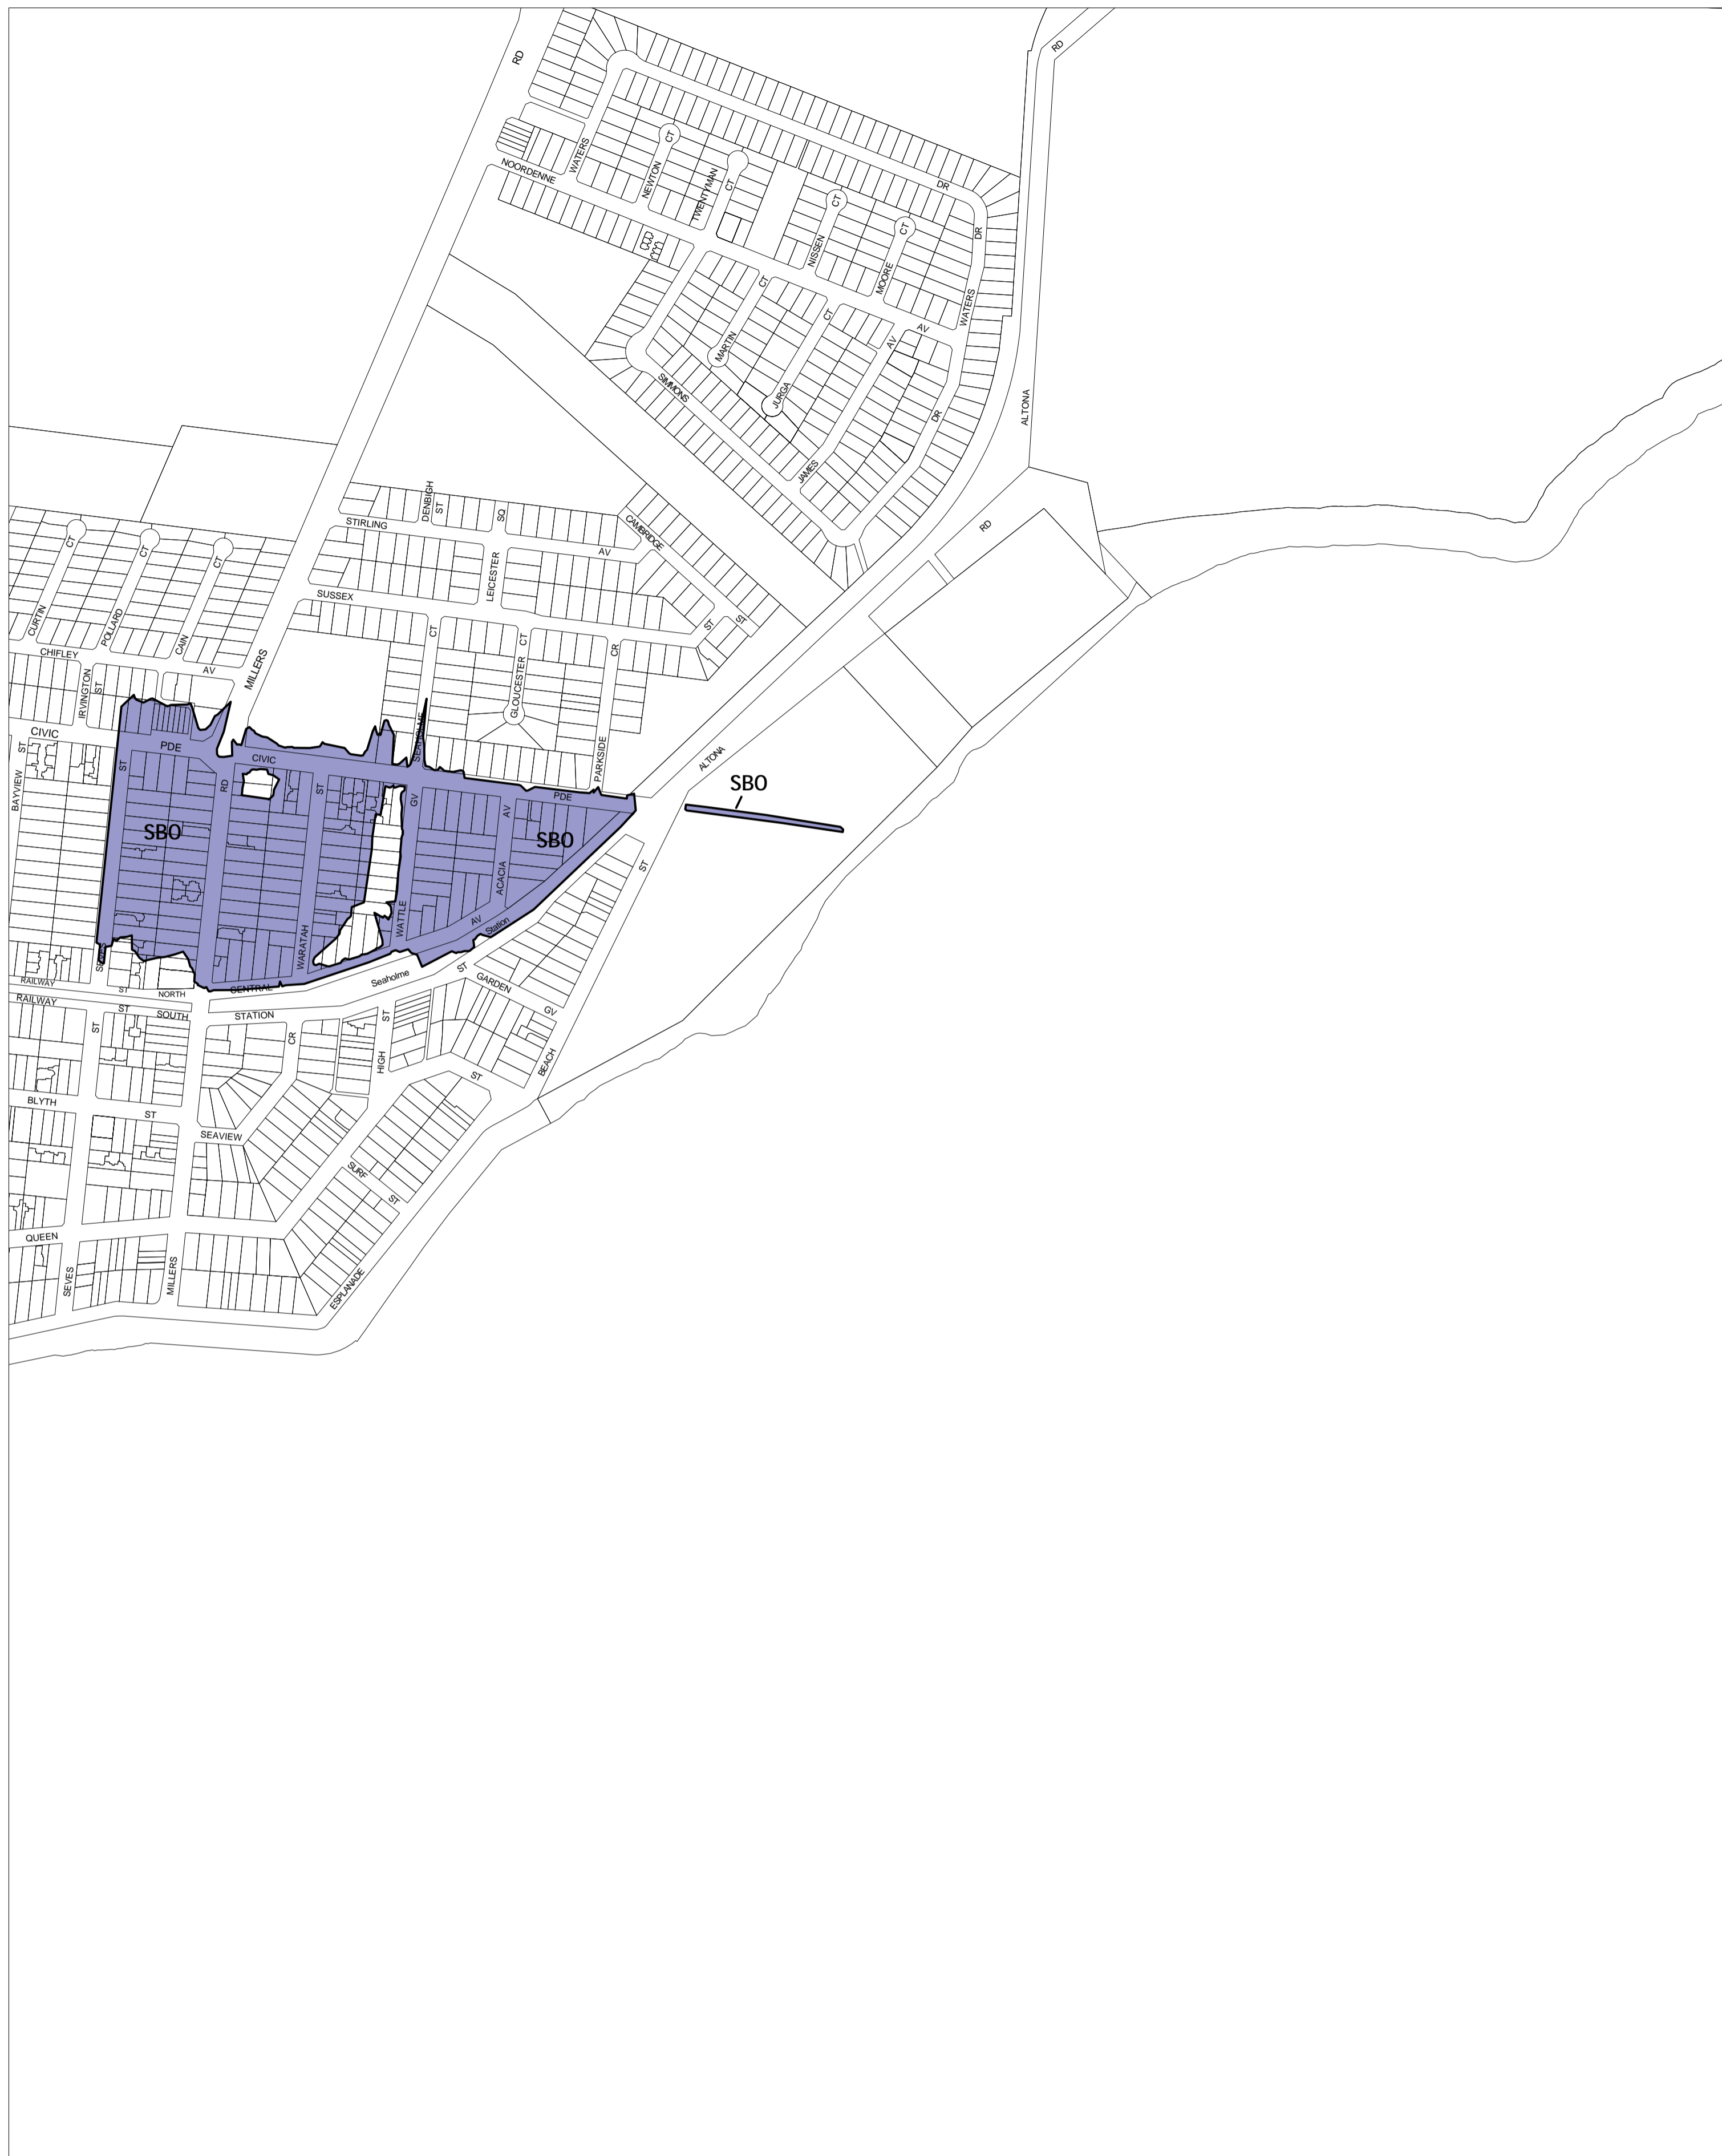 RD
RD
NOORDENNE
WATERS
NEWTON
CT
TWENTYMAN
CT
DR
NISSEN
CT
MOORE
CT
DR
WATERS
CT
MARTIN
CT
JURGA
SIMMONS
AV
AV
JAMES
DR
ALTONA
RD
DENBIGH
ST
SQ
STIRLING
LEICESTER
AV
CAMBRIDGE
ST
ST
SUSSEX
CT
CT
CT
CURTIN
POLLARD
CAIN
CHIFLEY
AV
MILLERS
IRVINGTON
ST
CT
GLOUCESTER
CT
CR
SEAHOLME
PARKSIDE
ALTONA
CIVIC
ST
BAYVIEW
PDE
ST
CIVIC
RD
ST
GV
AV
PDE
SBO
SBO
SBO
ACACIA
WATTLE
AV
Station
WARATAH
ST
RAILWAY
ST
NORTH
CENTRAL
Seaholme
ST
GARDEN
GV
RAILWAY
ST
SOUTH
STATION
ST
CR
ST
HIGH
BEACH
ST
BLYTH
ST
SEAVIEW
SURF
ST
QUEEN
SEVES
MILLERS
ESPLANADE